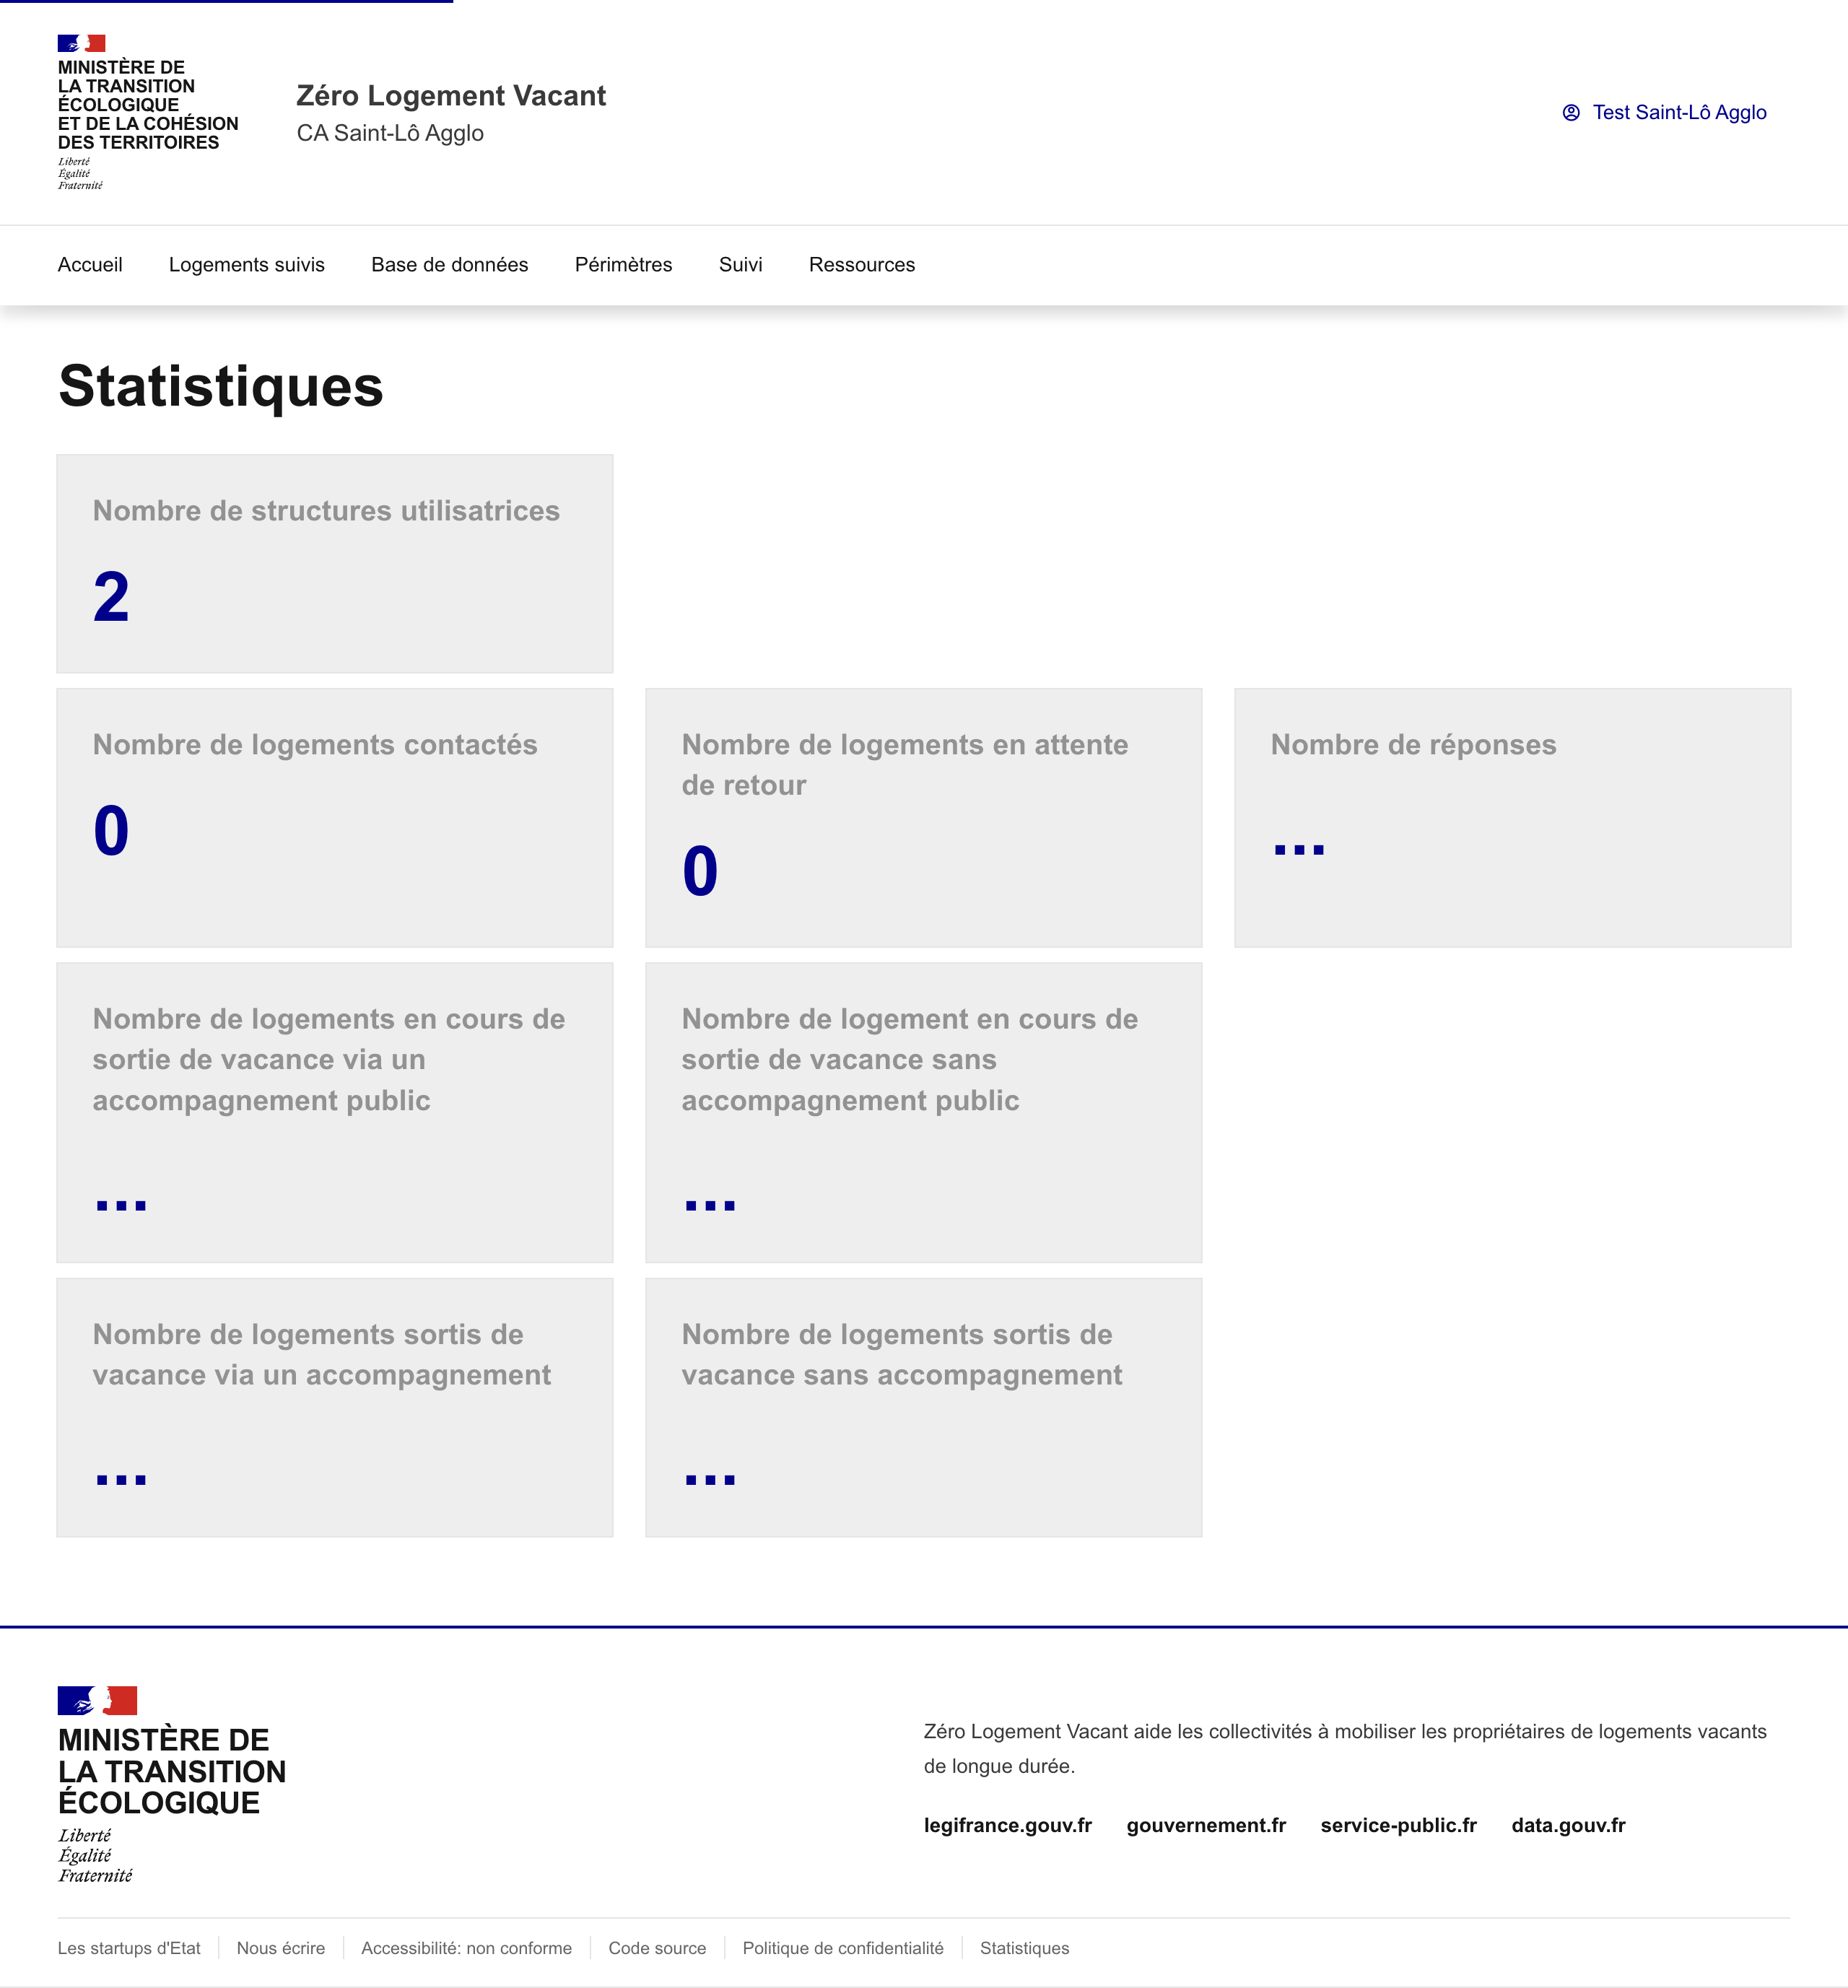 MINISTÈRE DE
LA TRANSITION
ÉCOLOGIQUE
ET DE LA COHÉSION
DES TERRITOIRES
Liberté
Égalité
Fraternité
Zéro Logement Vacant
CA Saint-Lô Agglo
Test Saint-Lô Agglo
Accueil Logements suivis Base de données Périmètres Suivi Ressources
Statistiques
Nombre de structures utilisatrices
2
Nombre de logements contactés
0
Nombre de logements en attente
de retour
0
Nombre de réponses
...
Nombre de logements en cours de
sortie de vacance via un
accompagnement public
...
Nombre de logement en cours de
sortie de vacance sans
accompagnement public
...
Nombre de logements sortis de
vacance via un accompagnement
...
Nombre de logements sortis de
vacance sans accompagnement
...
MINISTÈRE DE
LA TRANSITION
ÉCOLOGIQUE
Liberté
Égalité
Fraternité
Zéro Logement Vacant aide les collectivités à mobiliser les propriétaires de logements vacants
de longue durée.
legifrance.gouv.fr gouvernement.fr service-public.fr data.gouv.fr
Les startups d'Etat Nous écrire Accessibilité: non conforme Code source Politique de confidentialité Statistiques